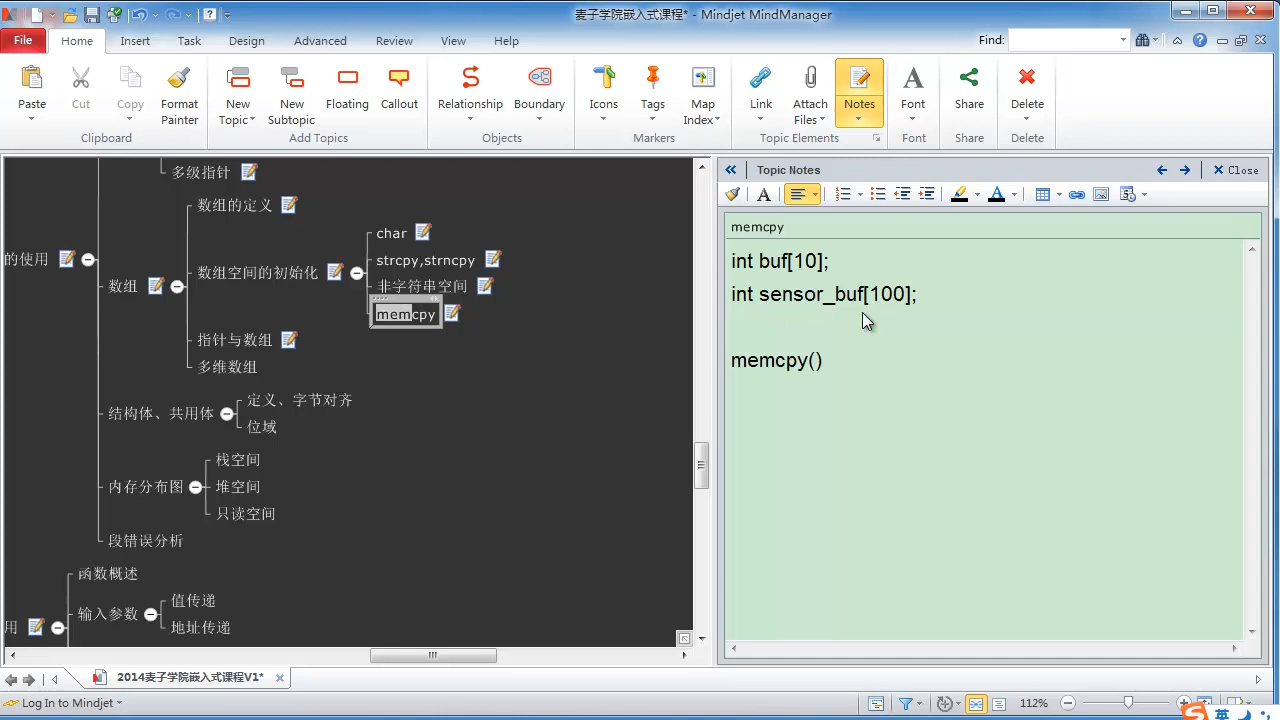 麦子学院嵌入式课程* - Mindjet MindManager
File Home Insert Task Design Advanced Review View Help Find:
Paste Cut Copy Format Painter
Clipboard
New Topic New Subtopic Floating Callout
Add Topics
Relationship Boundary
Objects
Icons Tags Map Index
Markers
Link Attach Files Notes
Topic Elements
Font
Font
Share
Share
Delete
Delete
多级指针
数组的定义
char
的使用
strcpy,strncpy
数组空间的初始化
数组
非字符串空间
memcpy
指针与数组
多维数组
定义、字节对齐
结构体、共用体
位域
栈空间
内存分布图
堆空间
只读空间
段错误分析
函数概述
值传递
输入参数
用
地址传递
Topic Notes
Close
memcpy
int buf[10];
int sensor_buf[100];
memcpy()
2014麦子学院嵌入式课程V1*
Log In to Mindjet
112%
英